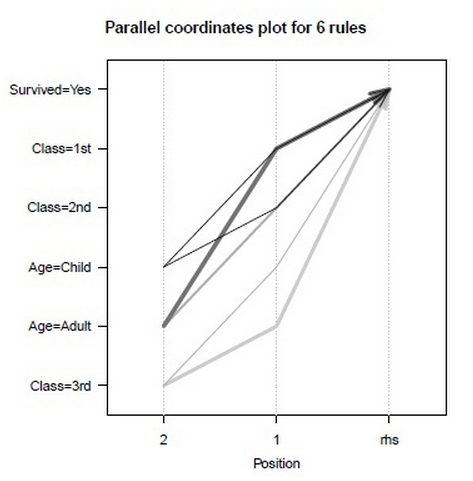 Parallel coordinates plot for 6 rules
Survived=Yes
Class=1st
Class=2nd
Age=Child
Age=Adult
Class=3rd
2 1 rhs
Position